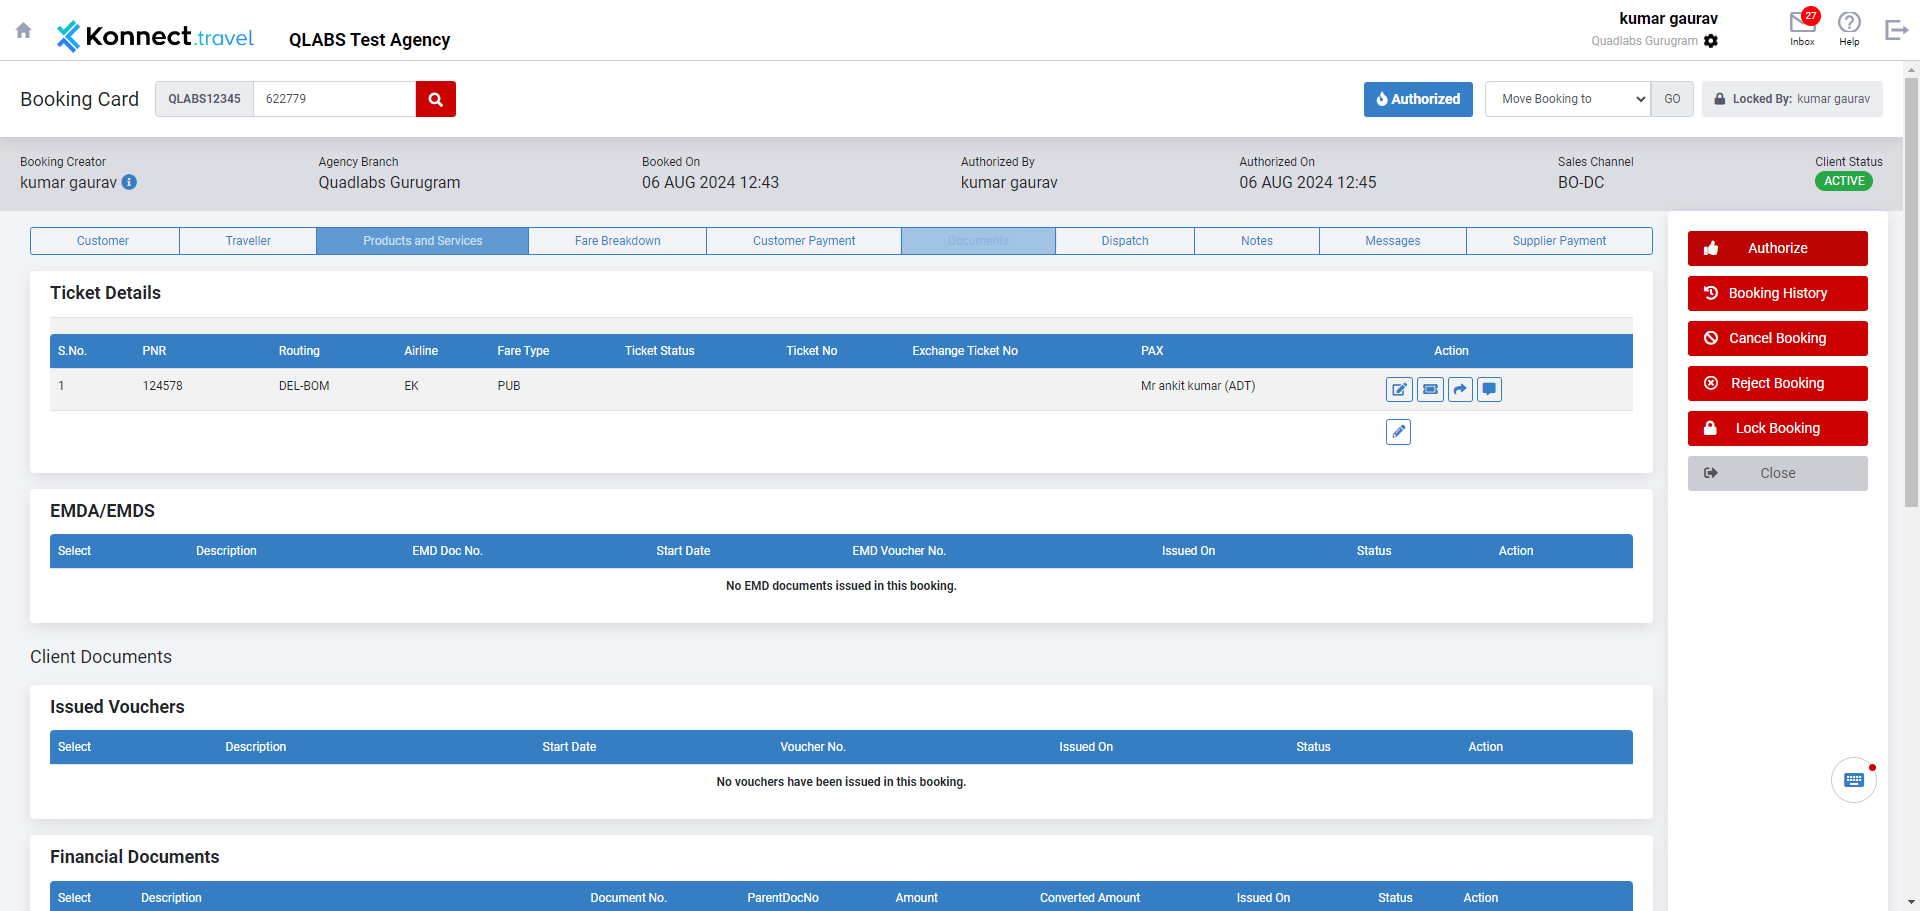 Konnect.travel
QLABS Test Agency
kumar gaurav
Quadlabs Gurugram
27
Inbox
Help
Booking Card
QLABS12345
622779
Authorized
Move Booking to
GO
Locked By: kumar gaurav
Booking Creator
kumar gaurav
Agency Branch
Quadlabs Gurugram
Booked On
06 AUG 2024 12:43
Authorized By
kumar gaurav
Authorized On
06 AUG 2024 12:45
Sales Channel
BO-DC
Client Status
ACTIVE
Customer
Traveller
Products and Services
Fare Breakdown
Customer Payment
Documents
Dispatch
Notes
Messages
Supplier Payment
Authorize
Booking History
Cancel Booking
Reject Booking
Lock Booking
Close
Ticket Details
S.No. PNR Routing Airline Fare Type Ticket Status Ticket No Exchange Ticket No PAX Action
1 124578 DEL-BOM EK PUB Mr ankit kumar (ADT)
EMDA/EMDS
Select Description EMD Doc No. Start Date EMD Voucher No. Issued On Status Action
No EMD documents issued in this booking.
Client Documents
Issued Vouchers
Select Description Start Date Voucher No. Issued On Status Action
No vouchers have been issued in this booking.
Financial Documents
Select Description Document No. ParentDocNo Amount Converted Amount Issued On Status Action